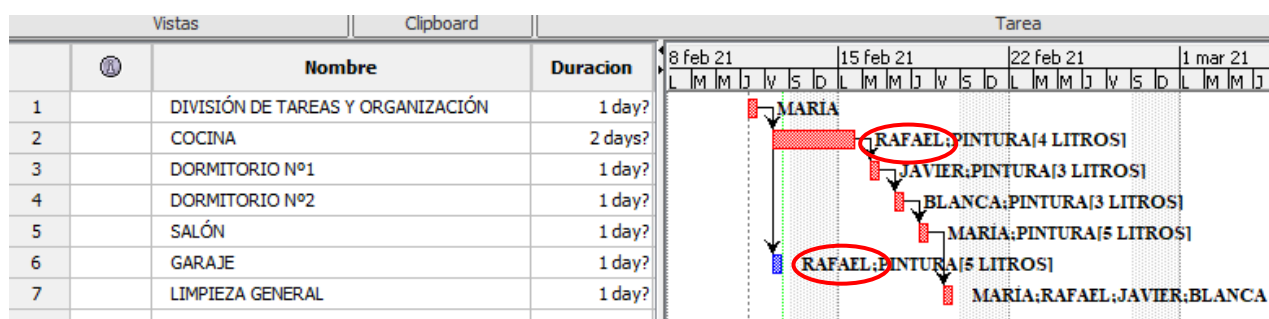 Vistas Clipboard Tarea
Nombre Duracion 8 feb 21 15 feb 21 22 feb 21 1 mar 21
L M M J V S D L M M J V S D L M M J V S D L M M J
1 DIVISIÓN DE TAREAS Y ORGANIZACIÓN 1 day? MARÍA
2 COCINA 2 days? RAFAEL;PINTURA[4 LITROS]
3 DORMITORIO Nº1 1 day? JAVIER;PINTURA[3 LITROS]
4 DORMITORIO Nº2 1 day? BLANCA;PINTURA[3 LITROS]
5 SALÓN 1 day? MARÍA;PINTURA[5 LITROS]
6 GARAJE 1 day? RAFAEL;PINTURA[5 LITROS]
7 LIMPIEZA GENERAL 1 day? MARÍA;RAFAEL;JAVIER;BLANCA